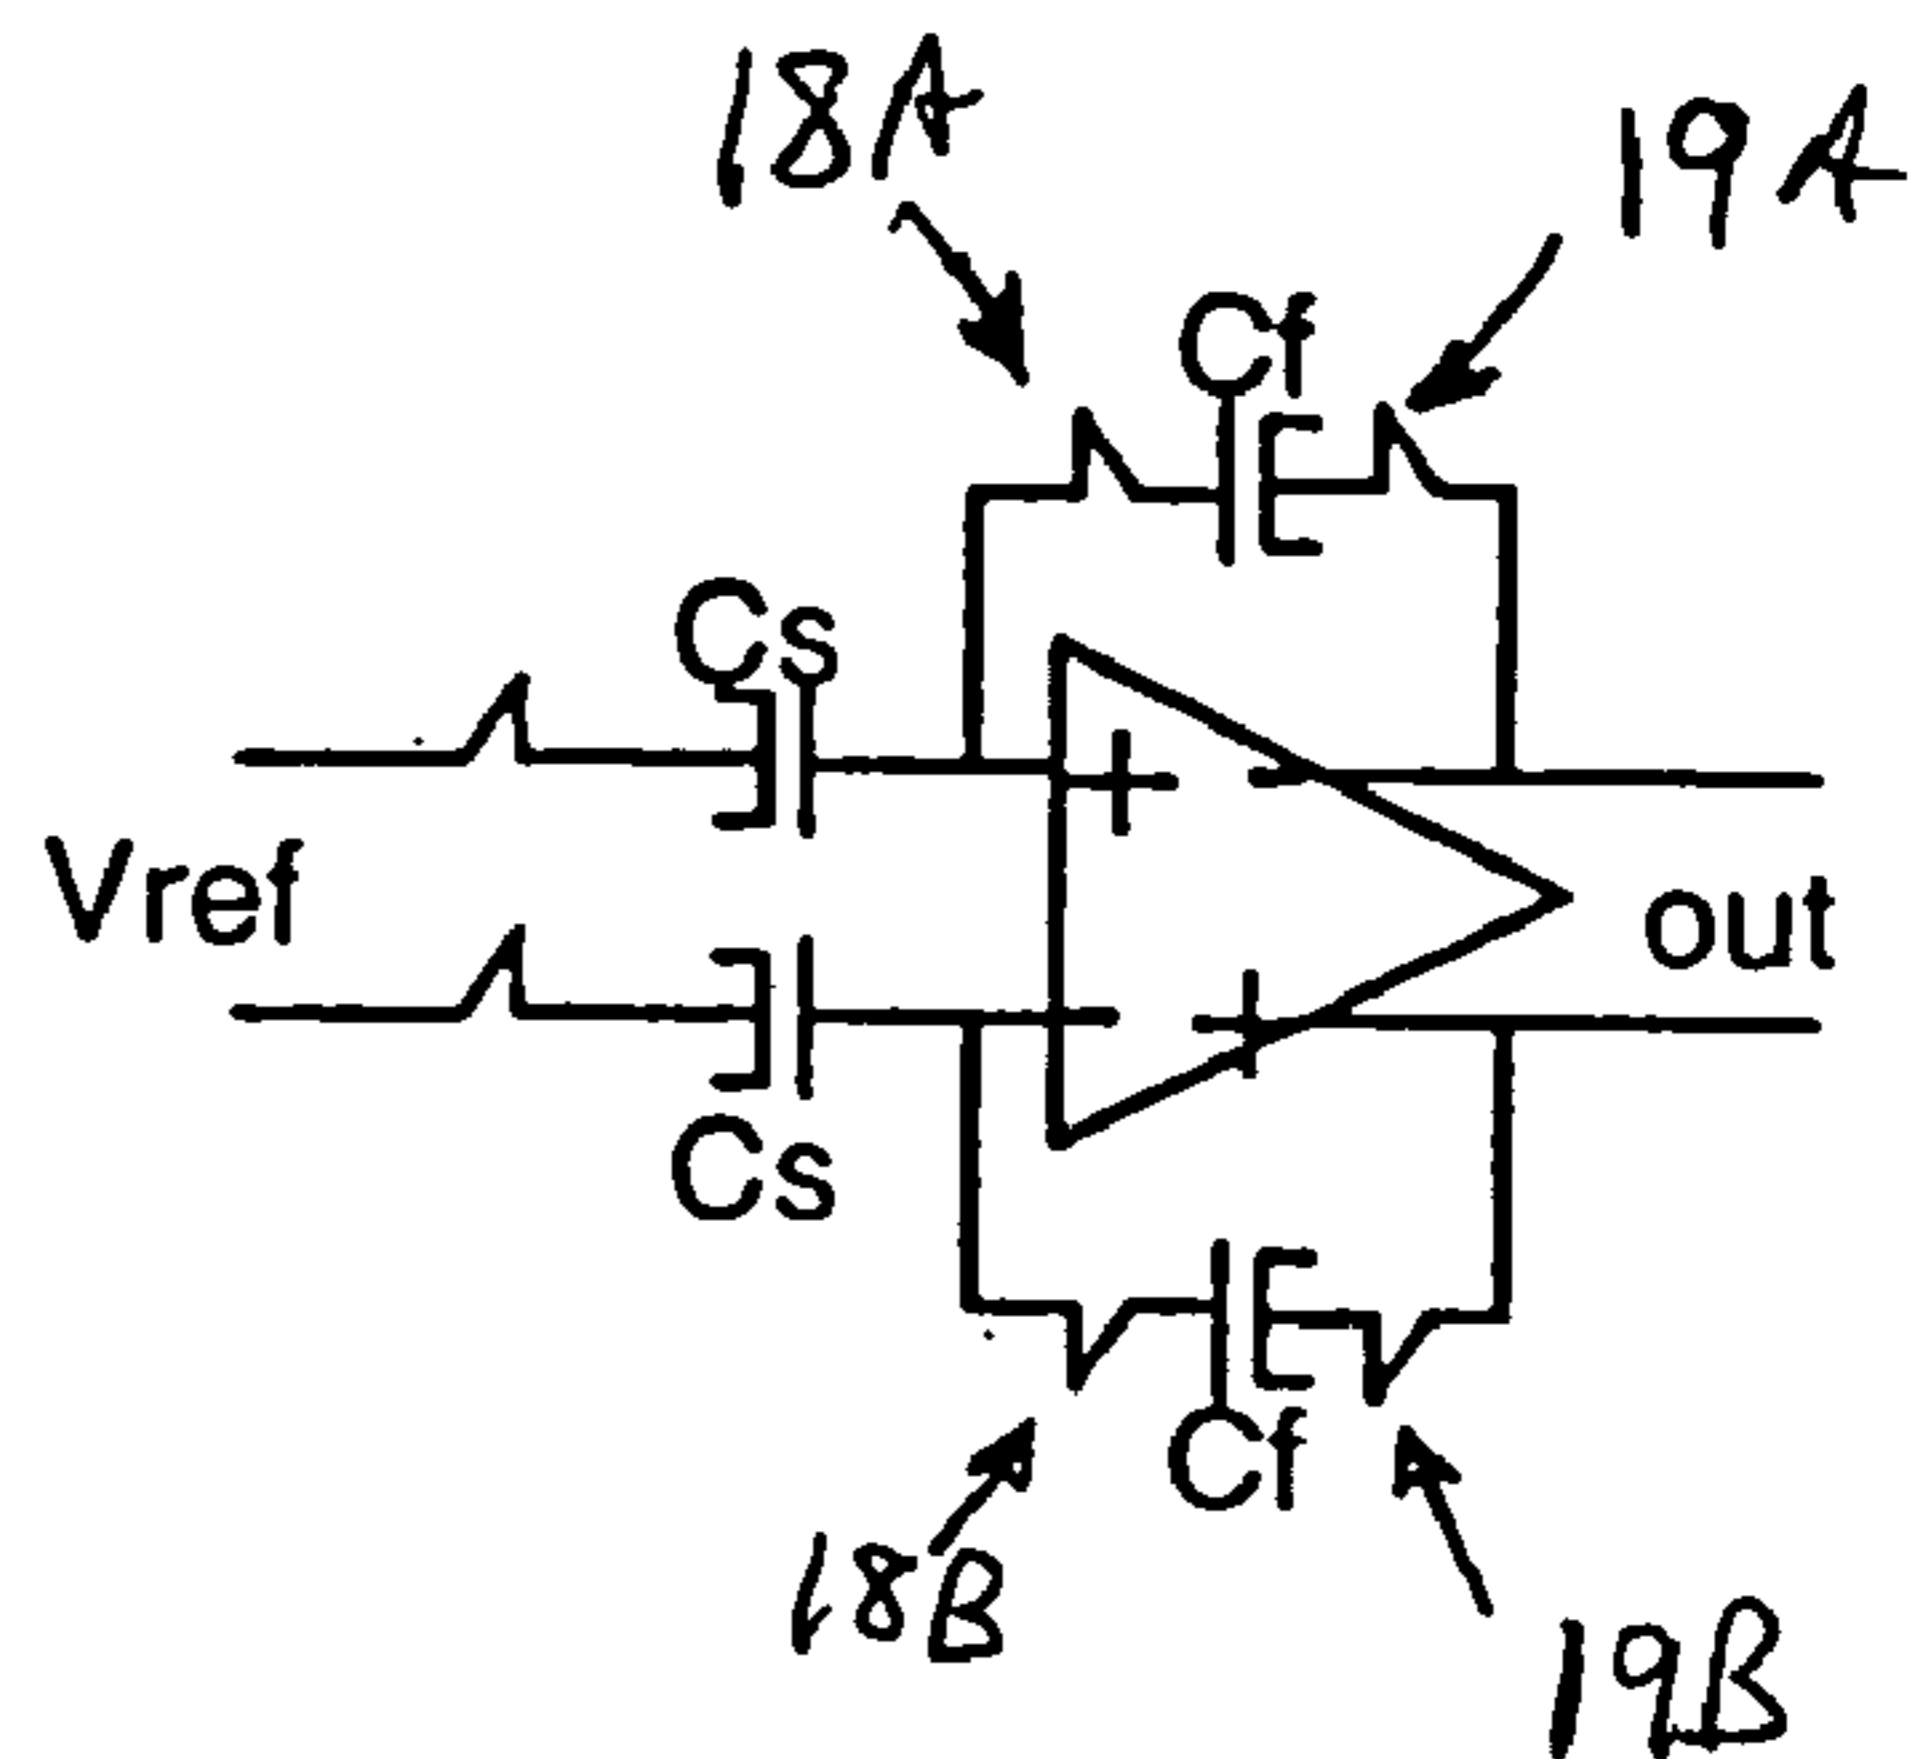 18A
19A
Cf
Cs
+ −
Vref
out
− +
Cs
Cf
18B
19B